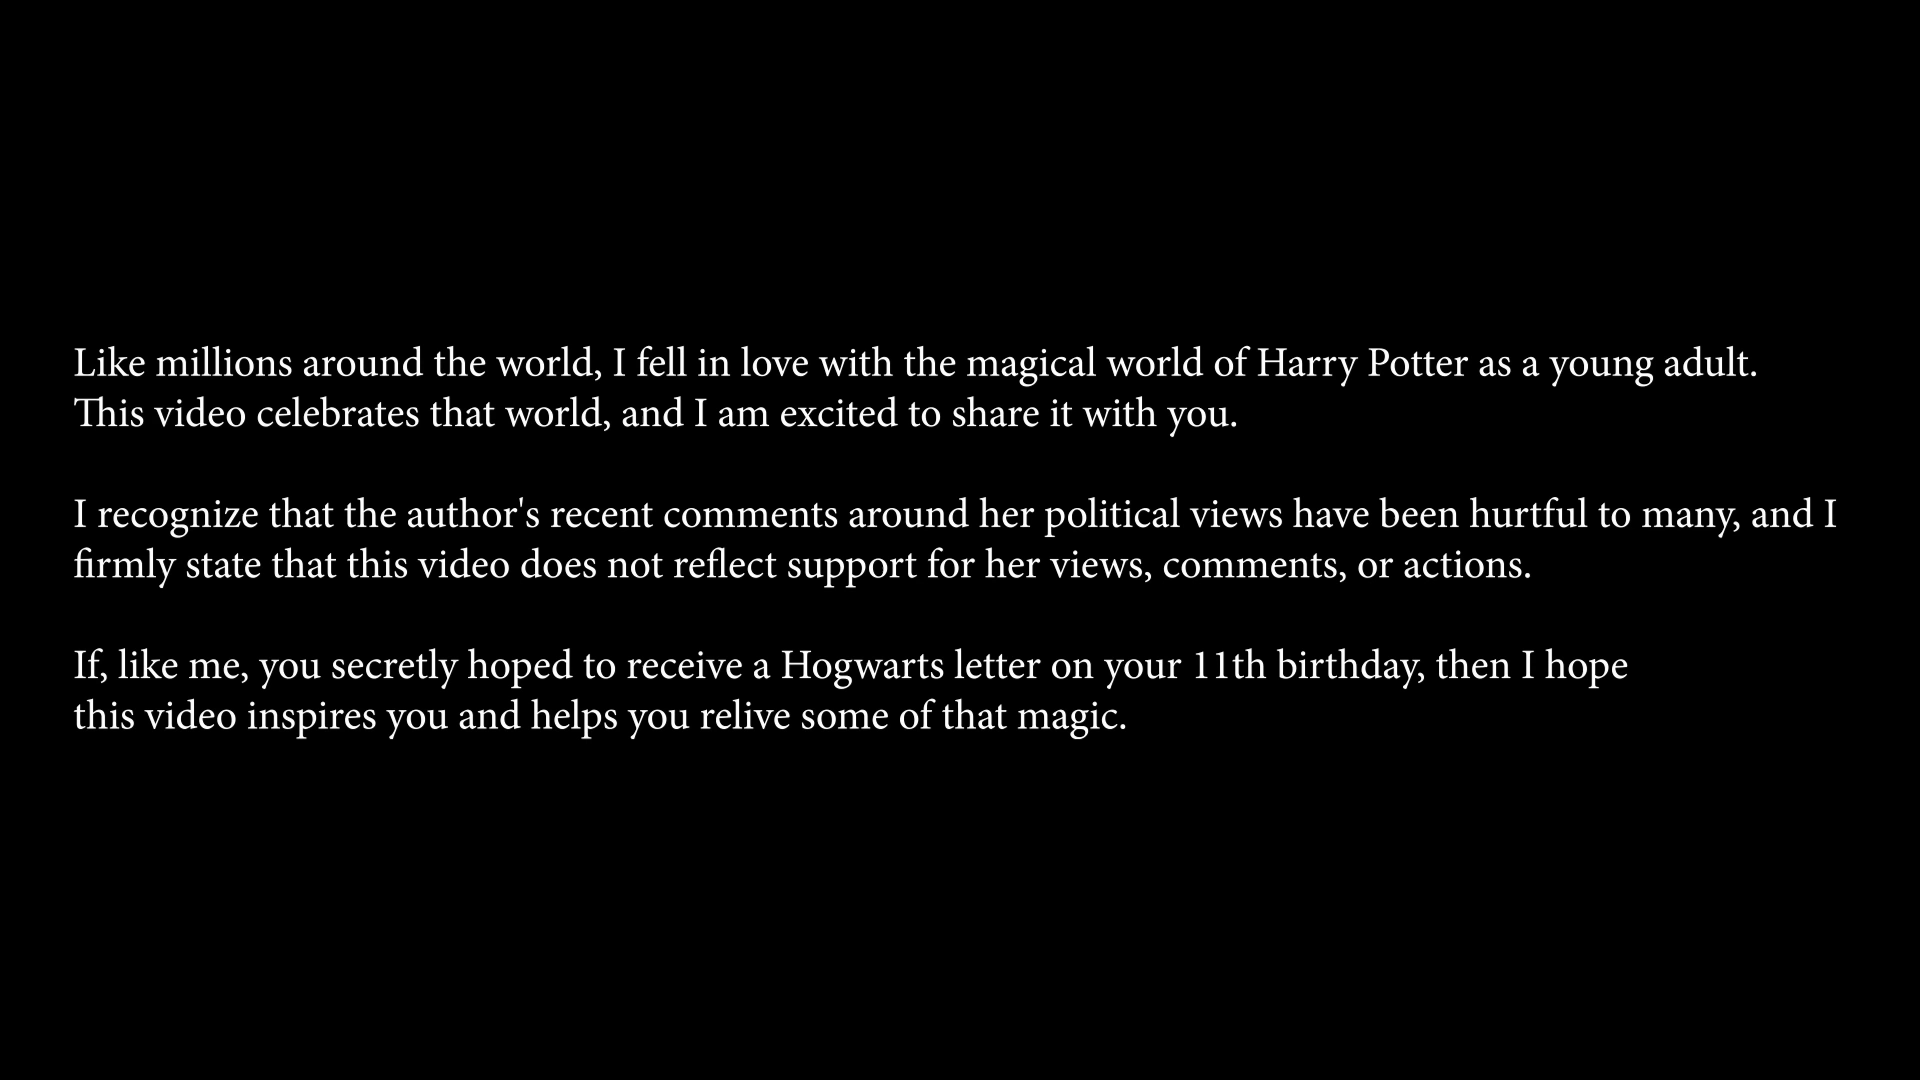 Like millions around the world, I fell in love with the magical world of Harry Potter as a young adult.
This video celebrates that world, and I am excited to share it with you.
I recognize that the author's recent comments around her political views have been hurtful to many, and I
firmly state that this video does not reflect support for her views, comments, or actions.
If, like me, you secretly hoped to receive a Hogwarts letter on your 11th birthday, then I hope
this video inspires you and helps you relive some of that magic.